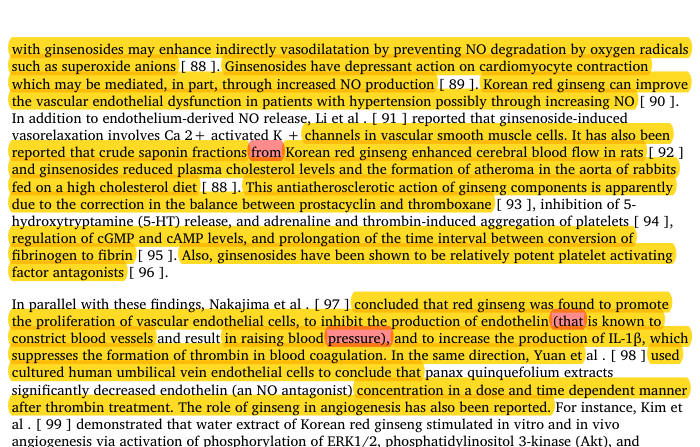 with ginsenosides may enhance indirectly vasodilatation by preventing NO degradation by oxygen radicals
such as superoxide anions [ 88 ]. Ginsenosides have depressant action on cardiomyocyte contraction
which may be mediated, in part, through increased NO production [ 89 ]. Korean red ginseng can improve
the vascular endothelial dysfunction in patients with hypertension possibly through increasing NO [ 90 ].
In addition to endothelium-derived NO release, Li et al . [ 91 ] reported that ginsenoside-induced
vasorelaxation involves Ca 2+ activated K + channels in vascular smooth muscle cells. It has also been
reported that crude saponin fractions from Korean red ginseng enhanced cerebral blood flow in rats [ 92 ]
and ginsenosides reduced plasma cholesterol levels and the formation of atheroma in the aorta of rabbits
fed on a high cholesterol diet [ 88 ]. This antiatherosclerotic action of ginseng components is apparently
due to the correction in the balance between prostacyclin and thromboxane [ 93 ], inhibition of 5-
hydroxytryptamine (5-HT) release, and adrenaline and thrombin-induced aggregation of platelets [ 94 ],
regulation of cGMP and cAMP levels, and prolongation of the time interval between conversion of
fibrinogen to fibrin [ 95 ]. Also, ginsenosides have been shown to be relatively potent platelet activating
factor antagonists [ 96 ].
In parallel with these findings, Nakajima et al . [ 97 ] concluded that red ginseng was found to promote
the proliferation of vascular endothelial cells, to inhibit the production of endothelin (that is known to
constrict blood vessels and result in raising blood pressure), and to increase the production of IL-1β, which
suppresses the formation of thrombin in blood coagulation. In the same direction, Yuan et al . [ 98 ] used
cultured human umbilical vein endothelial cells to conclude that panax quinquefolium extracts
significantly decreased endothelin (an NO antagonist) concentration in a dose and time dependent manner
after thrombin treatment. The role of ginseng in angiogenesis has also been reported. For instance, Kim et
al . [ 99 ] demonstrated that water extract of Korean red ginseng stimulated in vitro and in vivo
angiogenesis via activation of phosphorylation of ERK1/2, phosphatidylinositol 3-kinase (Akt), and